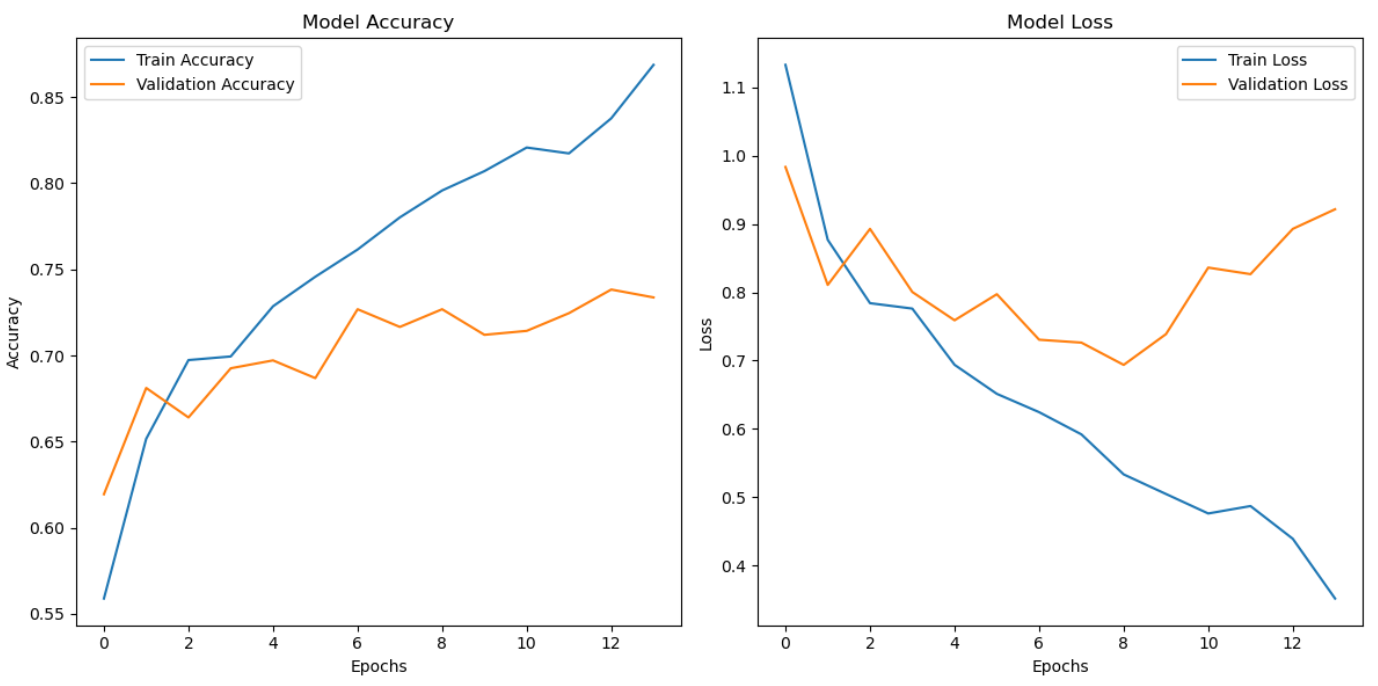 Model Accuracy
Train Accuracy
Validation Accuracy
0.85
0.80
0.75
0.70
0.65
0.60
0.55
Accuracy
0 2 4 6 8 10 12
Epochs
Model Loss
Train Loss
Validation Loss
1.1
1.0
0.9
0.8
0.7
0.6
0.5
0.4
Loss
0 2 4 6 8 10 12
Epochs